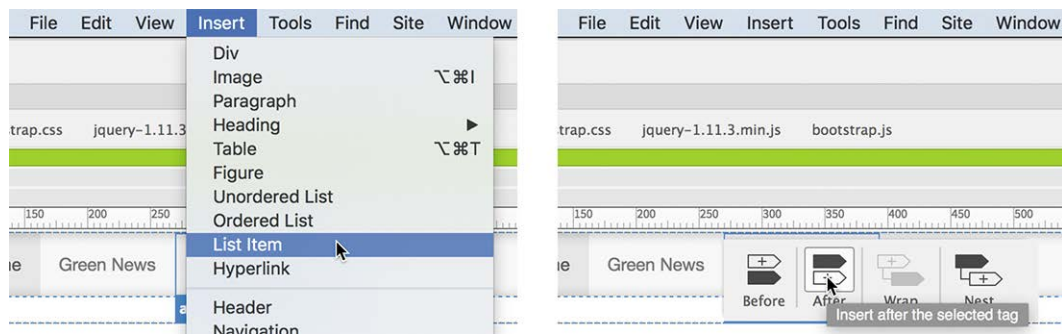 File Edit View Insert Tools Find Site Window
Div
Image ⌥⌘I
Paragraph
Heading ▶
Table ⌥⌘T
Figure
Unordered List
Ordered List
List Item
Hyperlink
Header
Navigation
trap.css jquery-1.11.3
150 200 250
Green News
File Edit View Insert Tools Find Site Window
trap.css jquery-1.11.3.min.js bootstrap.js
150 200 250 300 350 400 450 500
Green News
Before After Wrap Nest
Insert after the selected tag